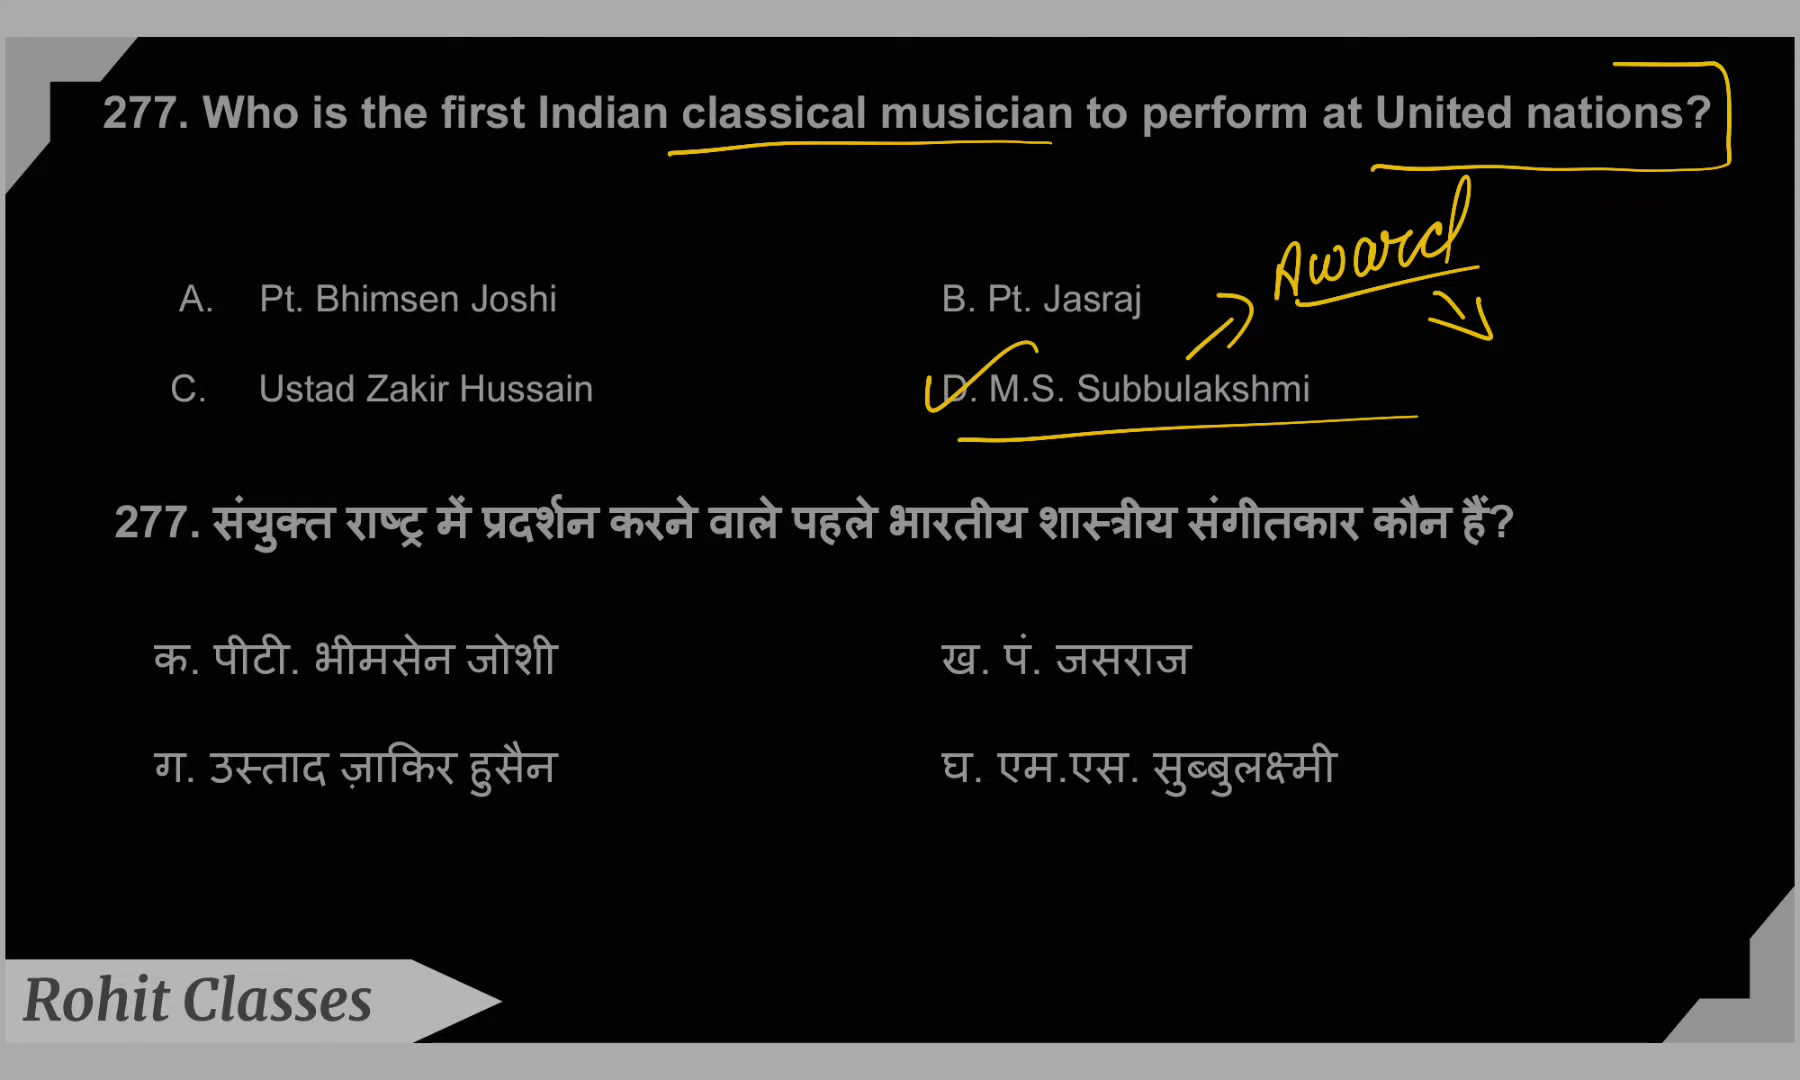 277. Who is the first Indian classical musician to perform at United nations?
Award
A. Pt. Bhimsen Joshi B. Pt. Jasraj
C. Ustad Zakir Hussain D. M.S. Subbulakshmi
277. संयुक्त राष्ट्र में प्रदर्शन करने वाले पहले भारतीय शास्त्रीय संगीतकार कौन हैं?
क. पीटी. भीमसेन जोशी ख. पं. जसराज
ग. उस्ताद ज़ाकिर हुसैन घ. एम.एस. सुब्बुलक्ष्मी
Rohit Classes